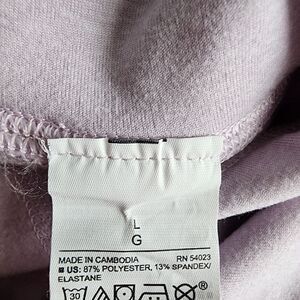 L
G
MADE IN CAMBODIA RN 54023
■ US: 87% POLYESTER, 13% SPANDEX/
ELASTANE
30